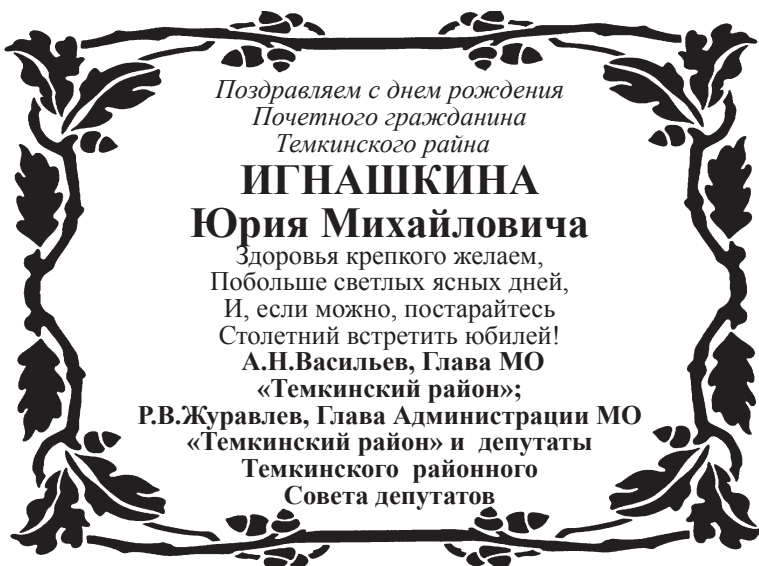 Поздравляем с днем рождения
Почетного гражданина
Темкинского райна
ИГНАШКИНА
Юрия Михайловича
Здоровья крепкого желаем,
Побольше светлых ясных дней,
И, если можно, постарайтесь
Столетний встретить юбилей!
А.Н.Васильев, Глава МО
«Темкинский район»;
Р.В.Журавлев, Глава Администрации МО
«Темкинский район» и депутаты
Темкинского районного
Совета депутатов